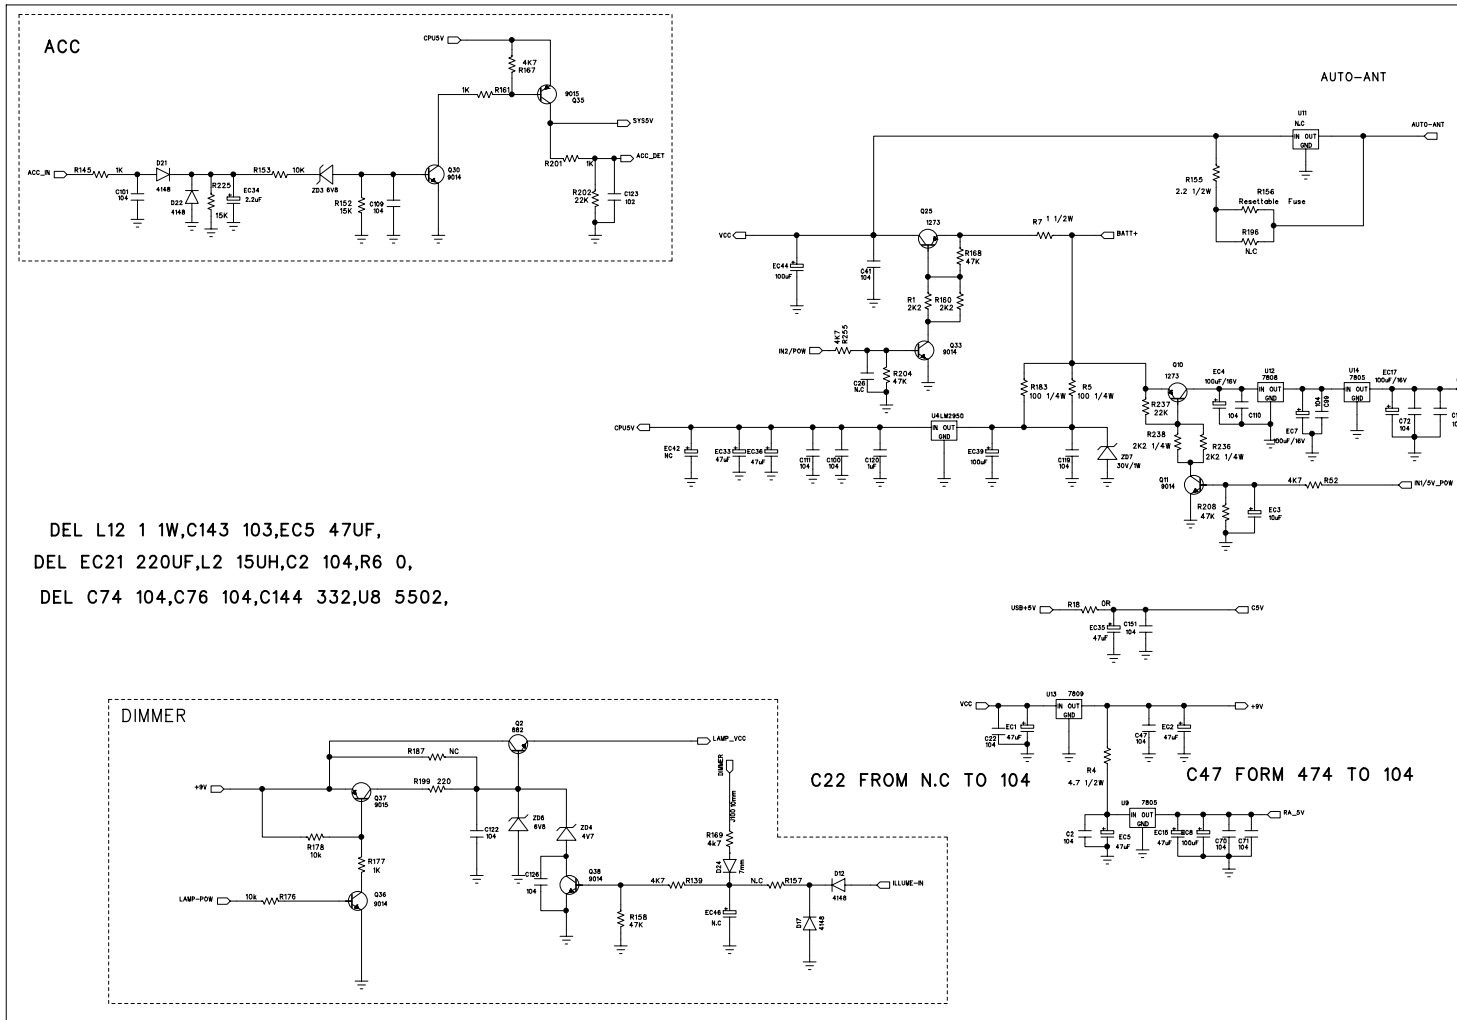 ACC
CPU5V
4K7
R167
1K
R161
9015
Q35
SYS5V
R201
1K
ACC_DET
R202
22K
C123
102
ACC_IN
R145
1K
C101
104
D21
4148
D22
4148
R225
15K
EC34
2.2uF
R153
10K
ZD3 6V8
R152
15K
C109
104
Q30
9014
AUTO-ANT
U11
N.C
IN OUT
GND
AUTO-ANT
R155
2.2 1/2W
R156
Resettable Fuse
R196
N.C
VCC
EC44
100uF
C41
104
Q25
1273
R168
47K
R7
1 1/2W
BATT+
R1
2K2
R160
2K2
IN2/POW
4K7
R255
C26
N.C
R204
47K
Q33
9014
R183
100 1/4W
R5
100 1/4W
Q10
1273
R237
22K
EC4
100uF/16V
104
C110
U12
7808
IN OUT
GND
EC7
100uF/16V
104
C99
U14
7805
IN OUT
GND
EC17
100uF/16V
C72
104
CPU5V
EC42
NC
EC33
47uF
EC36
47uF
C111
104
C100
104
C120
1uF
U4 LM2950
IN OUT
GND
EC39
100uF
C119
104
ZD7
30V/1W
R238
2K2 1/4W
R236
2K2 1/4W
Q11
9014
R208
47K
EC3
10uF
4K7
R52
IN1/5V_POW
DEL L12 1 1W,C143 103,EC5 47UF,
DEL EC21 220UF,L2 15UH,C2 104,R6 0,
DEL C74 104,C76 104,C144 332,U8 5502,
USB+5V
R18
0R
C5V
EC35
47uF
C151
104
VCC
C22
104
EC1
47uF
U13
7809
IN OUT
GND
C47
104
EC2
47uF
+9V
R4
4.7 1/2W
C22 FROM N.C TO 104
C47 FORM 474 TO 104
C2
104
EC5
47uF
U9
7805
IN OUT
GND
EC16
47uF
EC8
100uF
C70
104
C71
104
RA_5V
DIMMER
Q2
882
LAMP_VCC
R187
NC
+9V
Q37
9015
R199 220
R178
10k
R177
1K
C122
104
ZD6
6V8
ZD4
4V7
LAMP-POW
10k
R176
Q36
9014
C126
104
Q38
9014
R158
47K
4K7
R139
DIMMER
J100 10mm
R169
4k7
D24
7mm
EC46
N.C
N.C
R157
D17
4148
D12
4148
ILLUME-IN